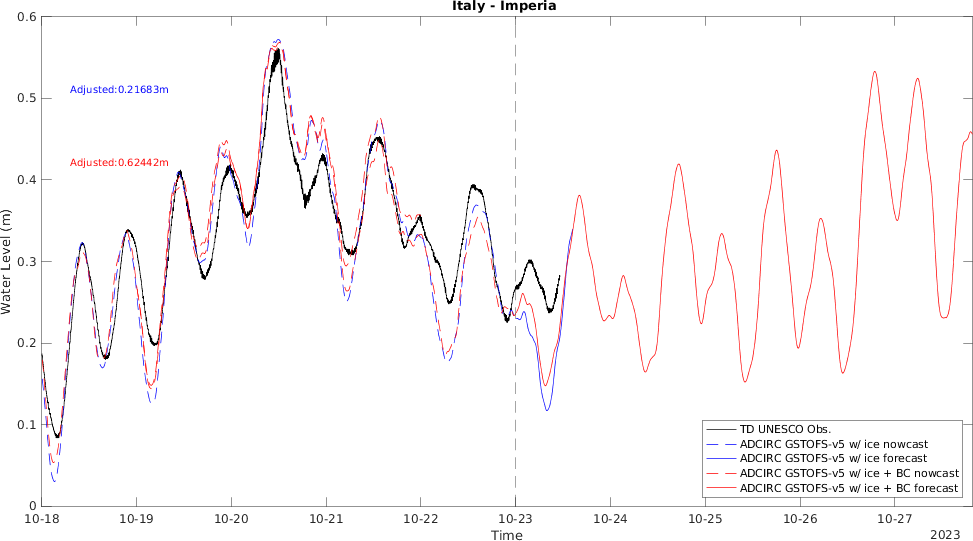 Italy - Imperia
0.6
0.5
0.4
0.3
0.2
0.1
0
Water Level (m)
Adjusted:0.21683m
Adjusted:0.62442m
TD UNESCO Obs.
ADCIRC GSTOFS-v5 w/ ice nowcast
ADCIRC GSTOFS-v5 w/ ice forecast
ADCIRC GSTOFS-v5 w/ ice + BC nowcast
ADCIRC GSTOFS-v5 w/ ice + BC forecast
10-18 10-19 10-20 10-21 10-22 10-23 10-24 10-25 10-26 10-27
Time
2023